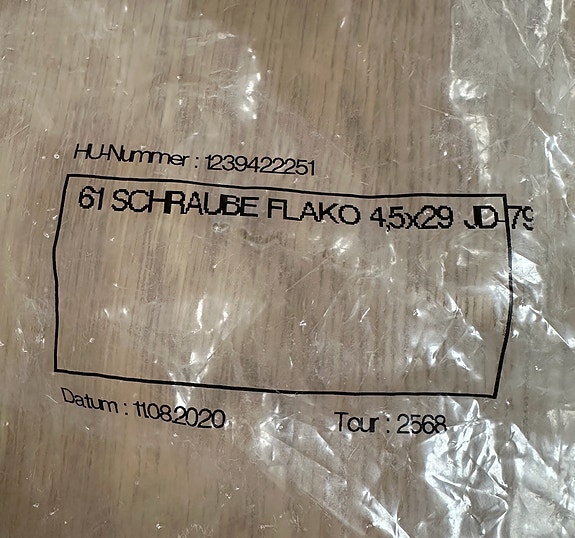 HU-Nummer : 1239422251
61 SCHRAUBE FLAKO 4,5x29 JD-79
Datum : 11.08.2020 Tour : 2568